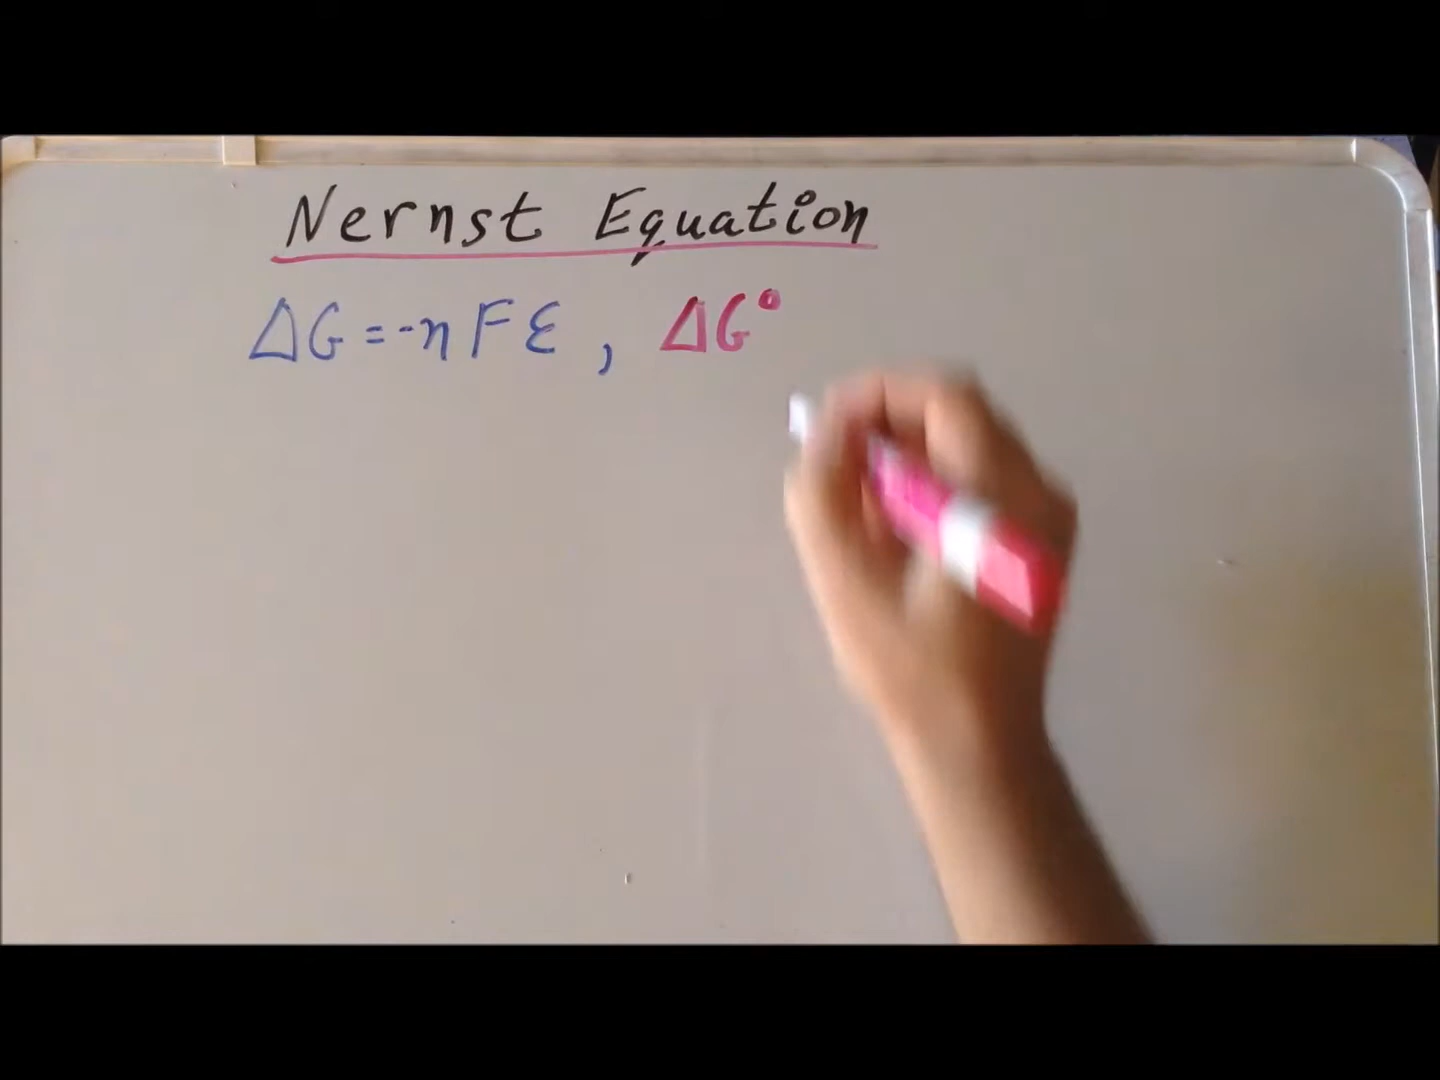 Nernst Equation
ΔG = -nFℰ, ΔG°